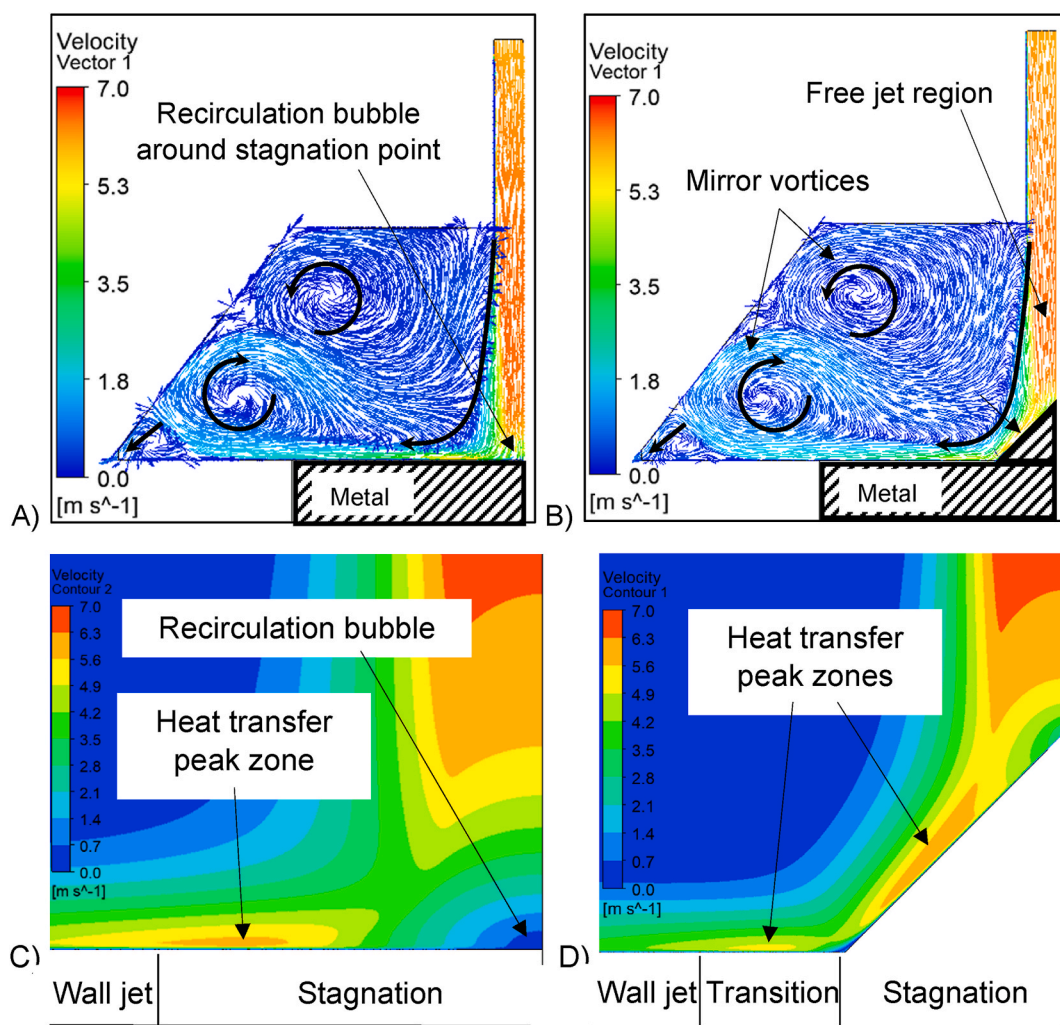 Velocity
Vector 1
7.0
5.3
3.5
1.8
0.0
[m s^-1]
Recirculation bubble
around stagnation point
Metal
A)
Velocity
Vector 1
7.0
5.3
3.5
1.8
0.0
[m s^-1]
Free jet region
Mirror vortices
Metal
B)
Velocity
Contour 2
7.0
6.3
5.6
4.9
4.2
3.5
2.8
2.1
1.4
0.7
0.0
[m s^-1]
Recirculation bubble
Heat transfer
peak zone
C)
Wall jet
Stagnation
Velocity
Contour 1
7.0
6.3
5.6
4.9
4.2
3.5
2.8
2.1
1.4
0.7
0.0
[m s^-1]
Heat transfer
peak zones
D)
Wall jet
Transition
Stagnation